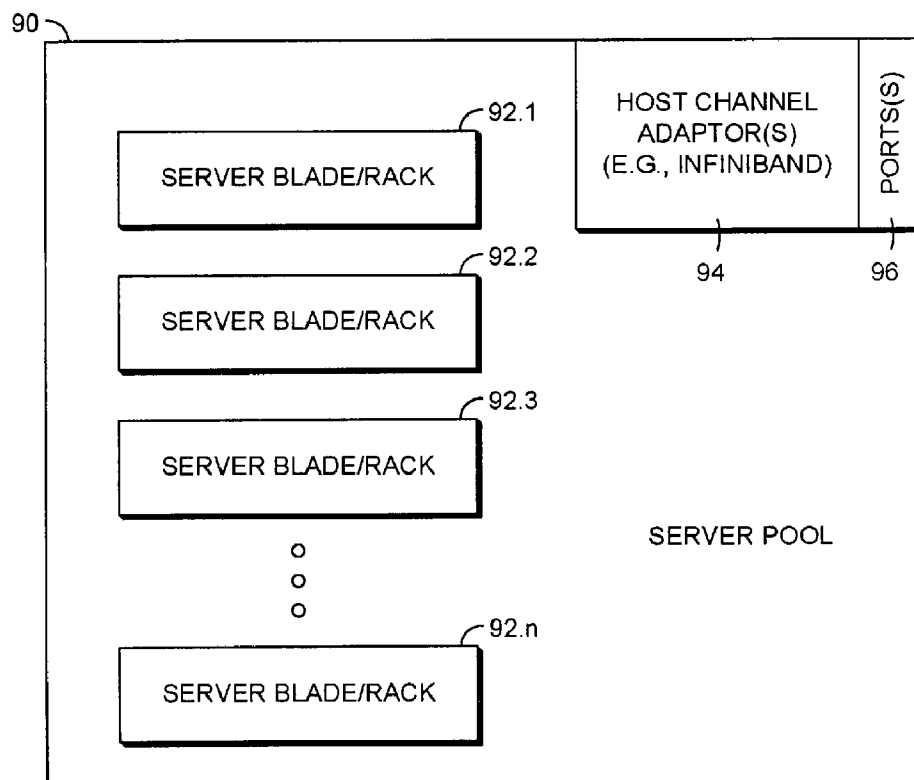 90
92.1
SERVER BLADE/RACK
92.2
SERVER BLADE/RACK
92.3
SERVER BLADE/RACK
92.n
SERVER BLADE/RACK
HOST CHANNEL
ADAPTOR(S)
(E.G., INFINIBAND)
PORTS(S)
94
96
SERVER POOL